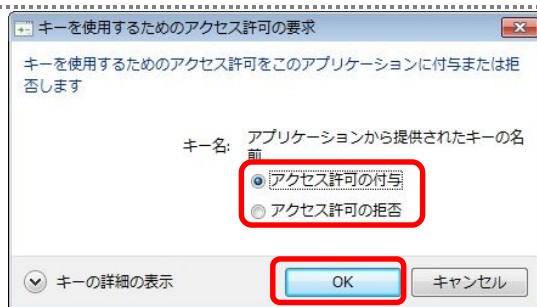 キーを使用するためのアクセス許可の要求
キーを使用するためのアクセス許可をこのアプリケーションに付与または拒
否します
キー名: アプリケーションから提供されたキーの名
前
アクセス許可の付与
アクセス許可の拒否
キーの詳細の表示 OK キャンセル